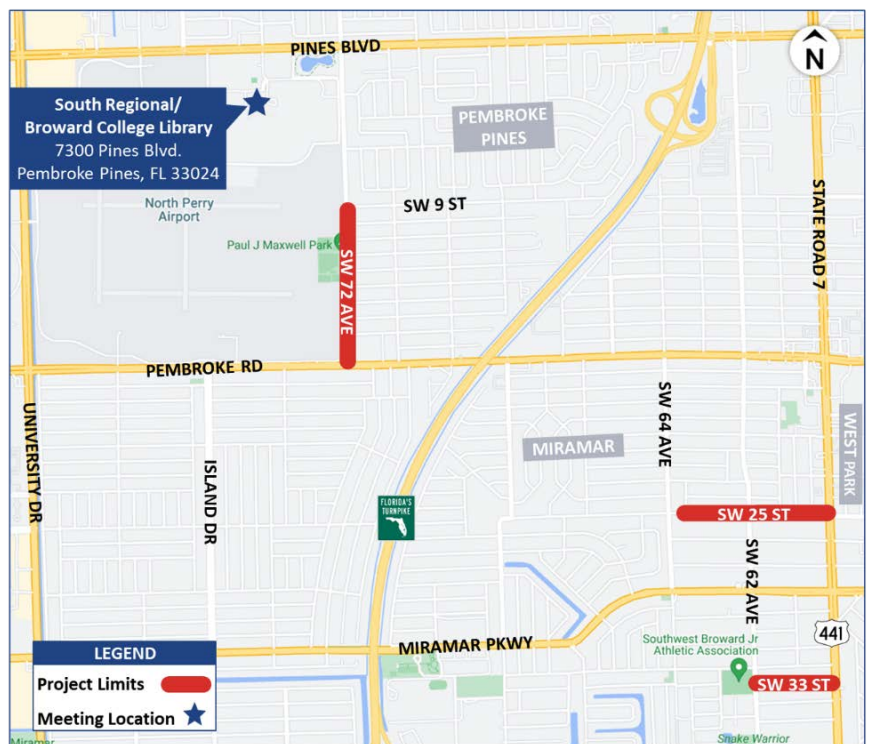 PINES BLVD
N
South Regional/
Broward College Library
7300 Pines Blvd.
Pembroke Pines, FL 33024
PEMBROKE
PINES
North Perry
Airport
SW 9 ST
STATE ROAD 7
Paul J Maxwell Park
SW 72 AVE
PEMBROKE RD
UNIVERSITY DR
ISLAND DR
SW 64 AVE
MIRAMAR
WEST PARK
FLORIDA'S
TURNPIKE
SW 25 ST
SW 62 AVE
MIRAMAR PKWY
441
Southwest Broward Jr
Athletic Association
SW 33 ST
LEGEND
Project Limits
Meeting Location
Miramar
Snake Warrior